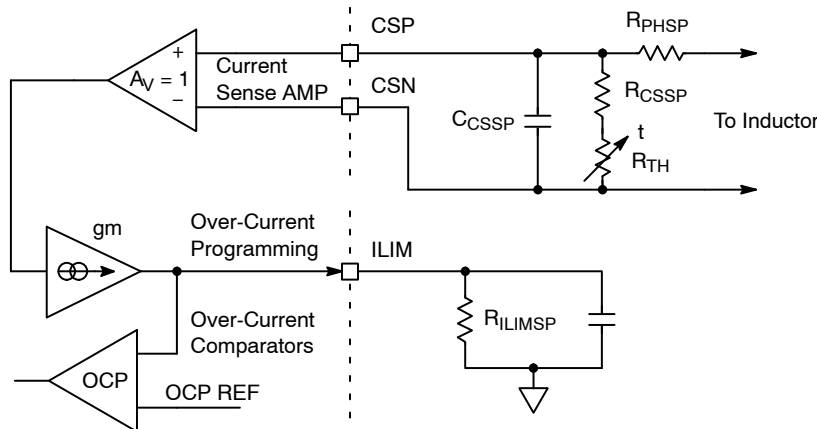 CSP
RPHSP
+
AV = 1
−
Current
Sense AMP
CSN
CCSSP
RCSSP
t
RTH
To Inductor
gm
Over-Current
Programming
ILIM
Over-Current
Comparators
RILIMSP
OCP
OCP REF